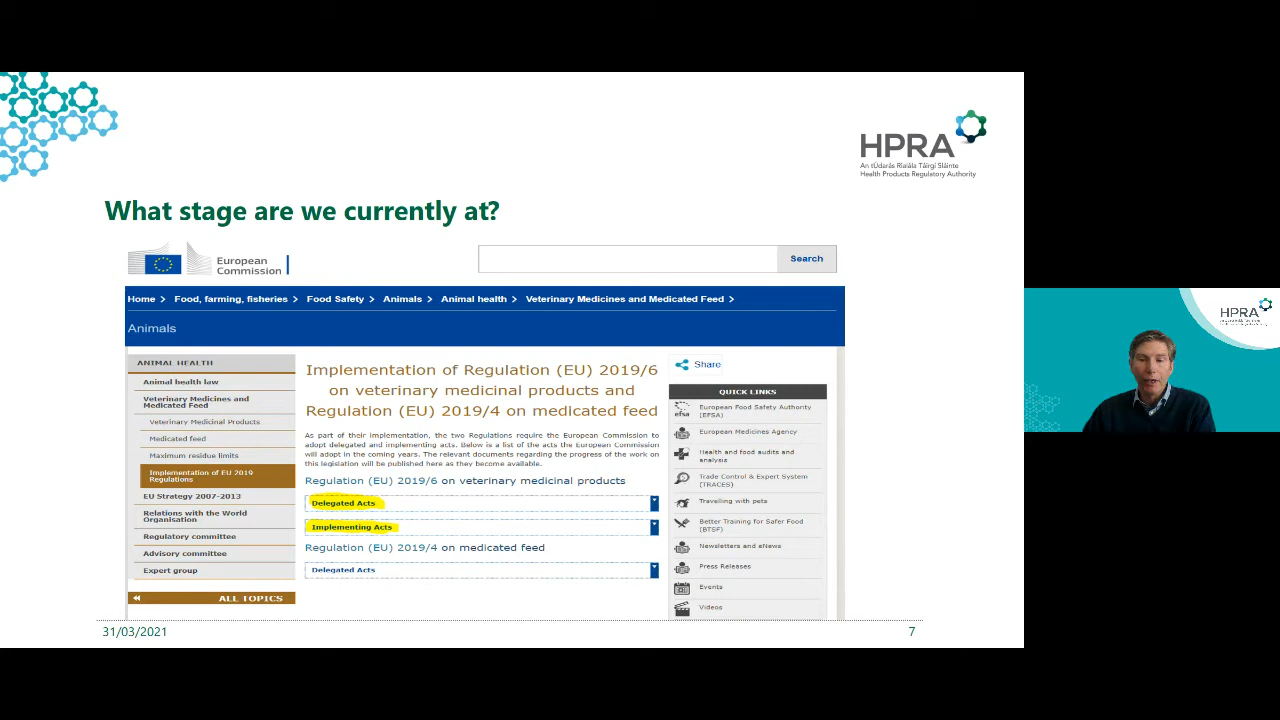 HPRA
An tÚdarás Rialála Táirgí Sláinte
Health Products Regulatory Authority
What stage are we currently at?
European
Commission
Search
Home > Food, farming, fisheries > Food Safety > Animals > Animal health > Veterinary Medicines and Medicated Feed >
Animals
ANIMAL HEALTH
Animal health law
Veterinary Medicines and
Medicated Feed
Veterinary Medicinal Products
Medicated feed
Maximum residue limits
Implementation of EU 2019
Regulations
EU Strategy 2007-2013
Relations with the World
Organisation
Regulatory committee
Advisory committee
Expert group
ALL TOPICS
Implementation of Regulation (EU) 2019/6
on veterinary medicinal products and
Regulation (EU) 2019/4 on medicated feed
As part of their implementation, the two Regulations require the European Commission to
adopt delegated and implementing acts. Below is a list of the acts the European Commission
will adopt in the coming years. The relevant documents regarding the progress of the work on
this legislation will be published here as they become available.
Regulation (EU) 2019/6 on veterinary medicinal products
Delegated Acts
Implementing Acts
Regulation (EU) 2019/4 on medicated feed
Delegated Acts
Share
QUICK LINKS
efsa
European Food Safety Authority
(EFSA)
European Medicines Agency
Health and food audits and
analysis
Trade Control & Expert System
(TRACES)
Travelling with pets
Better Training for Safer Food
(BTSF)
Newsletters and eNews
Press Releases
Events
Videos
31/03/2021
7
HPRA